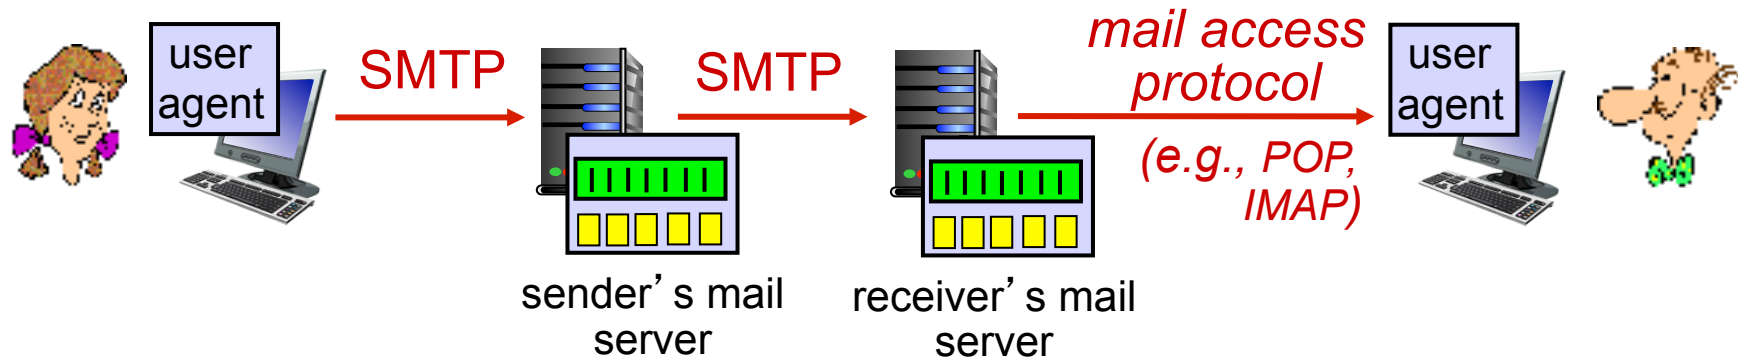 user
agent
SMTP
SMTP
mail access
protocol
(e.g., POP,
IMAP)
user
agent
sender’s mail
server
receiver’s mail
server